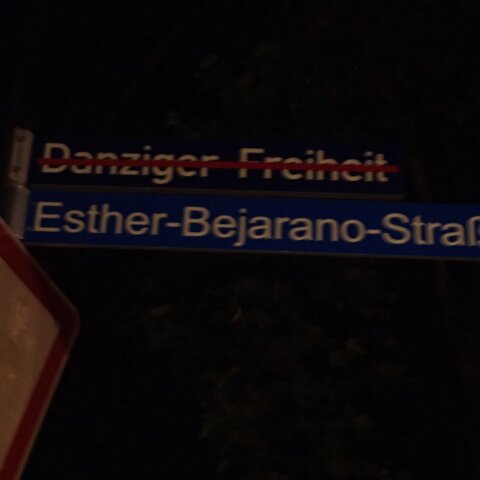 Danziger Freiheit
Esther-Bejarano-Straß